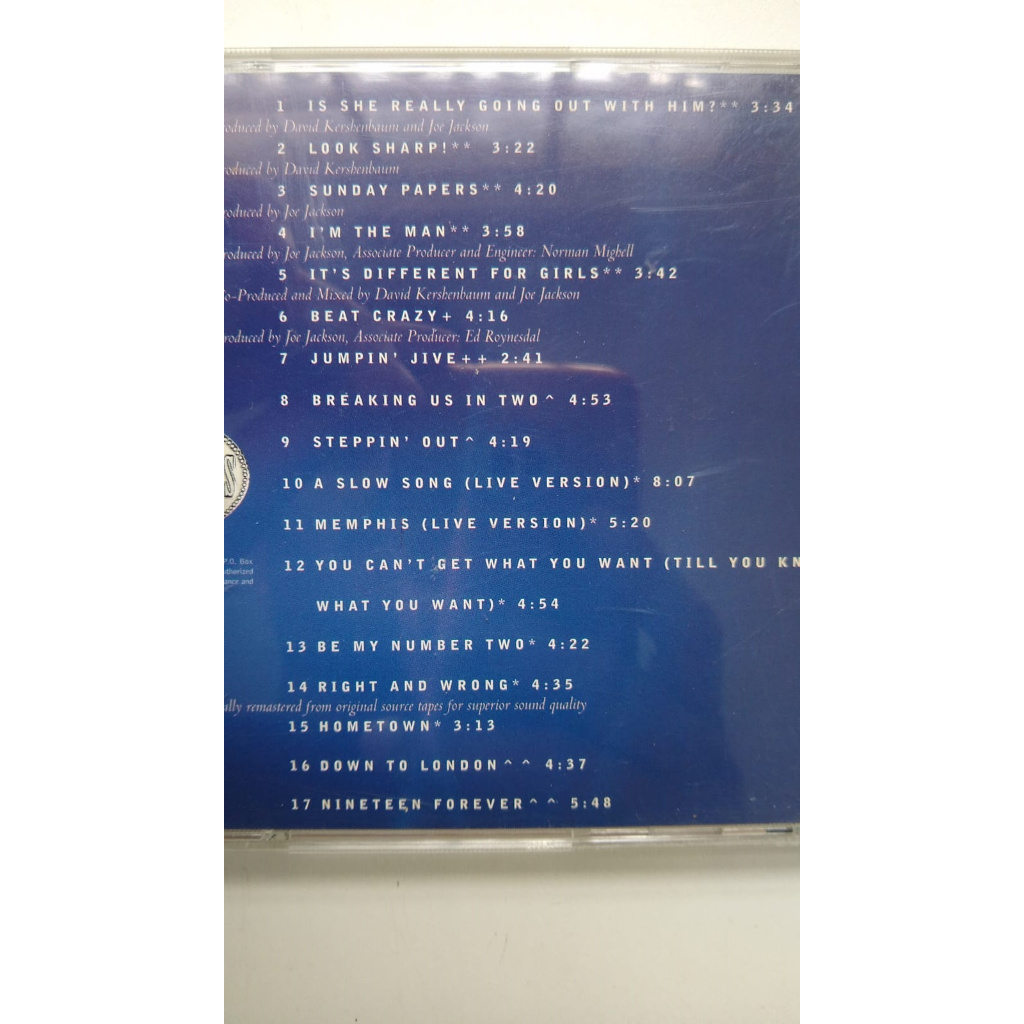 1 IS SHE REALLY GOING OUT WITH HIM?** 3:34
oduced by David Kershenbaum and Joe Jackson
2 LOOK SHARP!** 3:22
oduced by David Kershenbaum
3 SUNDAY PAPERS** 4:20
oduced by Joe Jackson
4 I'M THE MAN** 3:58
roduced by Joe Jackson, Associate Producer and Engineer: Norman Mighell
5 IT'S DIFFERENT FOR GIRLS** 3:42
o-Produced and Mixed by David Kershenbaum and Joe Jackson
6 BEAT CRAZY+ 4:16
roduced by Joe Jackson, Associate Producer: Ed Roynesdal
7 JUMPIN' JIVE++ 2:41
8 BREAKING US IN TWO^ 4:53
9 STEPPIN' OUT^ 4:19
S
10 A SLOW SONG (LIVE VERSION)* 8:07
11 MEMPHIS (LIVE VERSION)* 5:20
P.O. Box
uthorized
ance and
12 YOU CAN'T GET WHAT YOU WANT (TILL YOU KN
WHAT YOU WANT)* 4:54
13 BE MY NUMBER TWO* 4:22
14 RIGHT AND WRONG* 4:35
ally remastered from original source tapes for superior sound quality
15 HOMETOWN* 3:13
16 DOWN TO LONDON^^ 4:37
17 NINETEEN FOREVER^^ 5:48